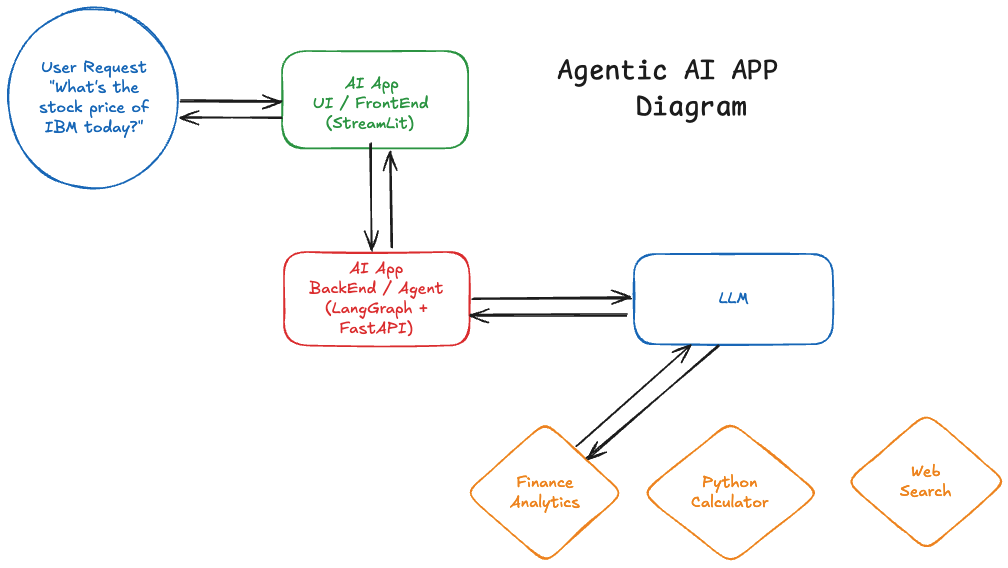 Agentic AI APP
Diagram
User Request
"What's the
stock price of
IBM today?"
AI App
UI / FrontEnd
(StreamLit)
AI App
BackEnd / Agent
(LangGraph +
FastAPI)
LLM
Finance
Analytics
Python
Calculator
Web
Search